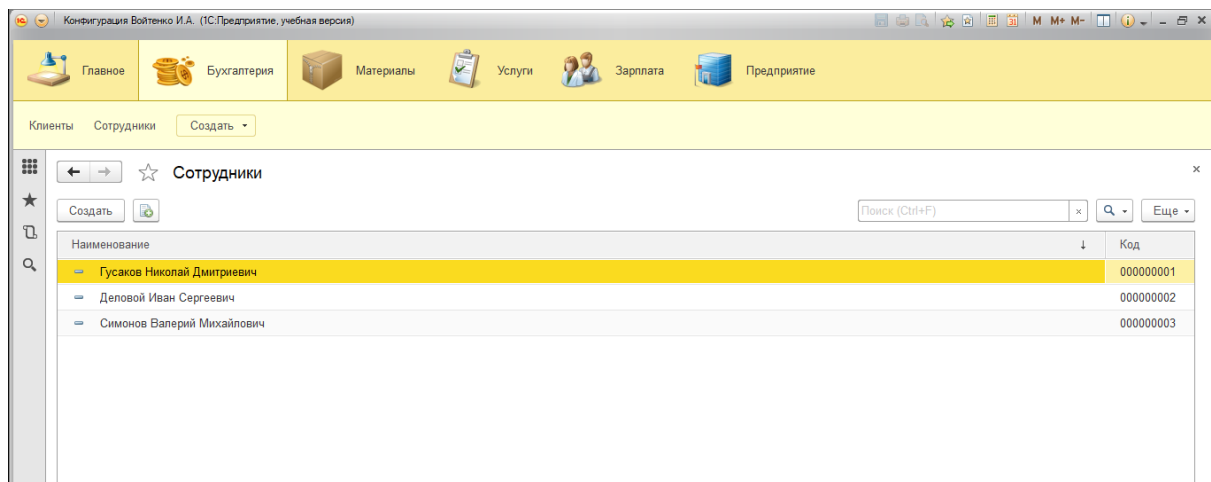 Конфигурация Войтенко И.А. (1С:Предприятие, учебная версия) M M+ M-
Главное Бухгалтерия Материалы Услуги Зарплата Предприятие
Клиенты Сотрудники Создать
Сотрудники
Создать Поиск (Ctrl+F) Еще
Наименование ↓ Код
Гусаков Николай Дмитриевич 000000001
Деловой Иван Сергеевич 000000002
Симонов Валерий Михайлович 000000003